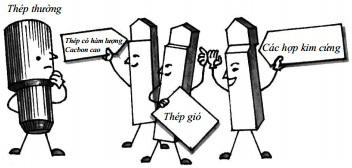 Thép thường
Thép có hàm lượng
Cacbon cao
Thép gió
Các hợp kim cứng